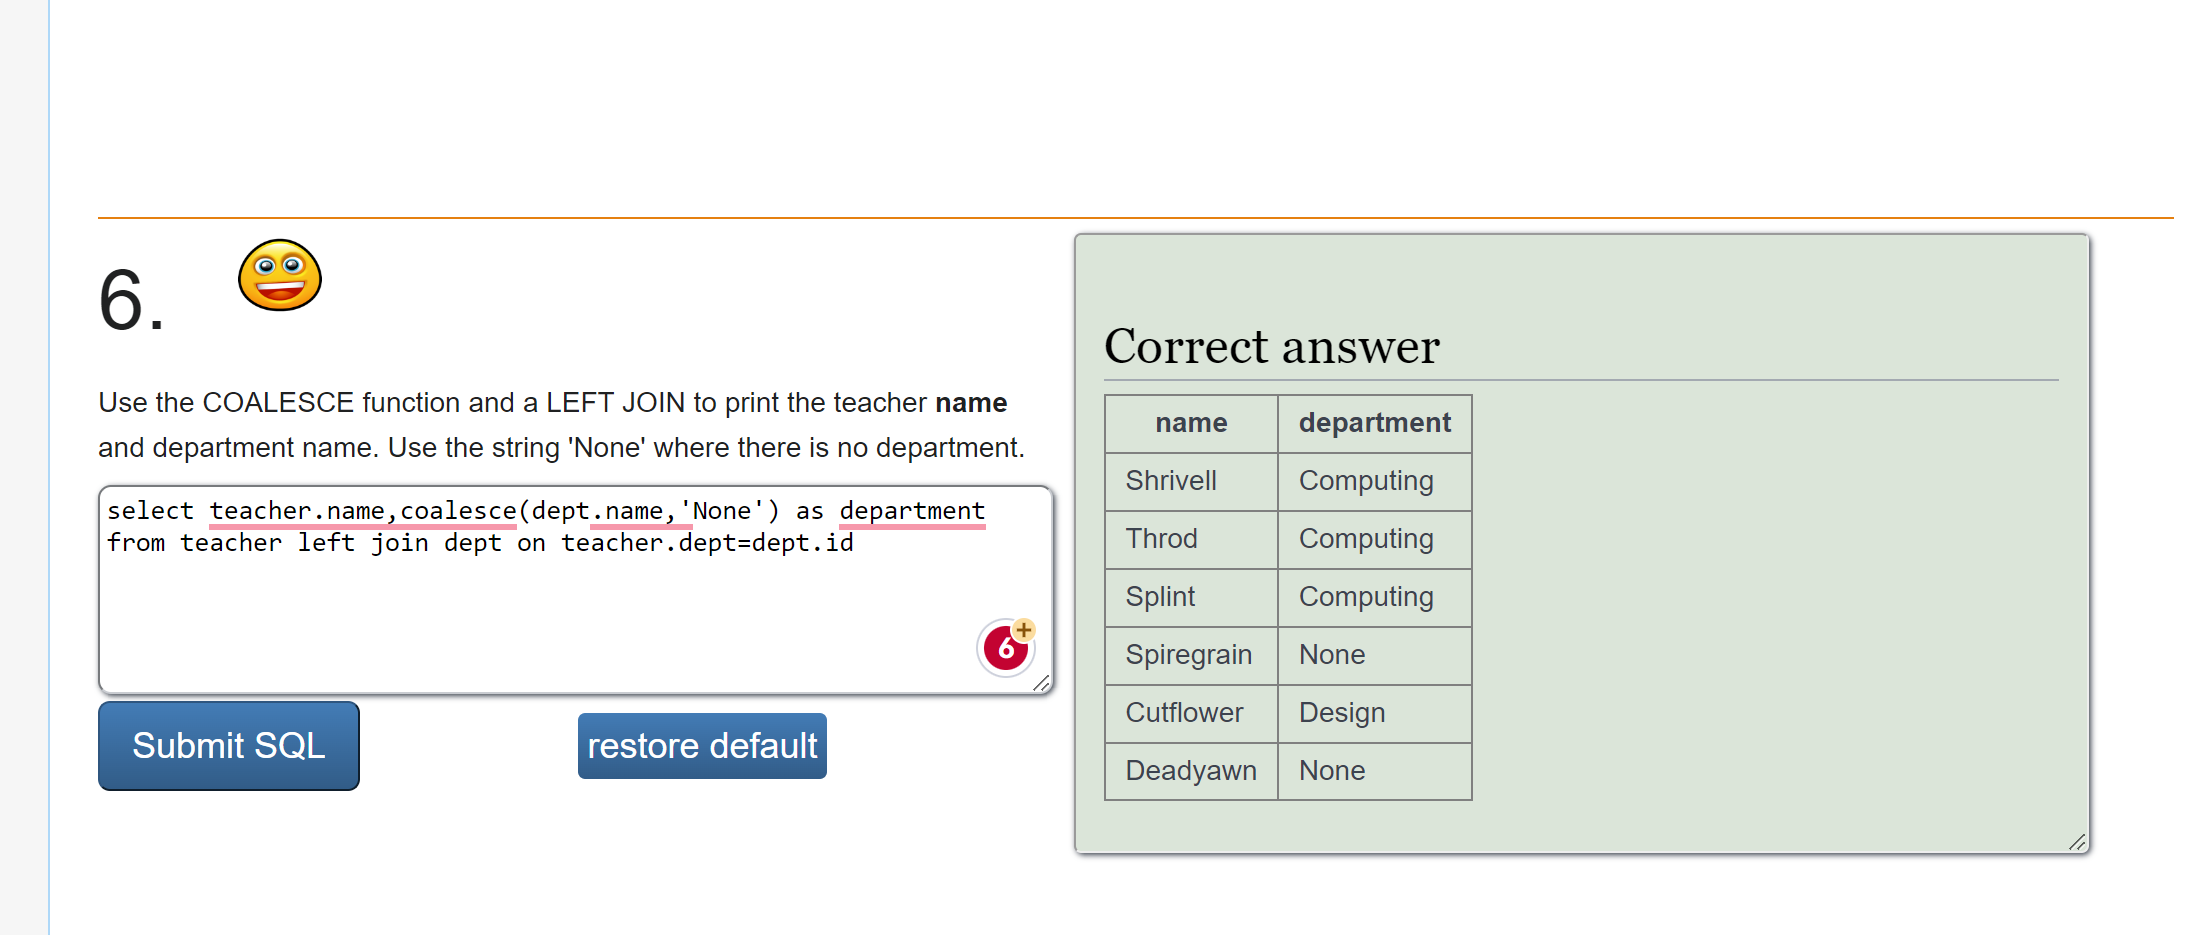 6.
Use the COALESCE function and a LEFT JOIN to print the teacher name
and department name. Use the string 'None' where there is no department.
select teacher.name,coalesce(dept.name,'None') as department
from teacher left join dept on teacher.dept=dept.id
6+
Submit SQL
restore default
Correct answer
name department
Shrivell Computing
Throd Computing
Splint Computing
Spiregrain None
Cutflower Design
Deadyawn None